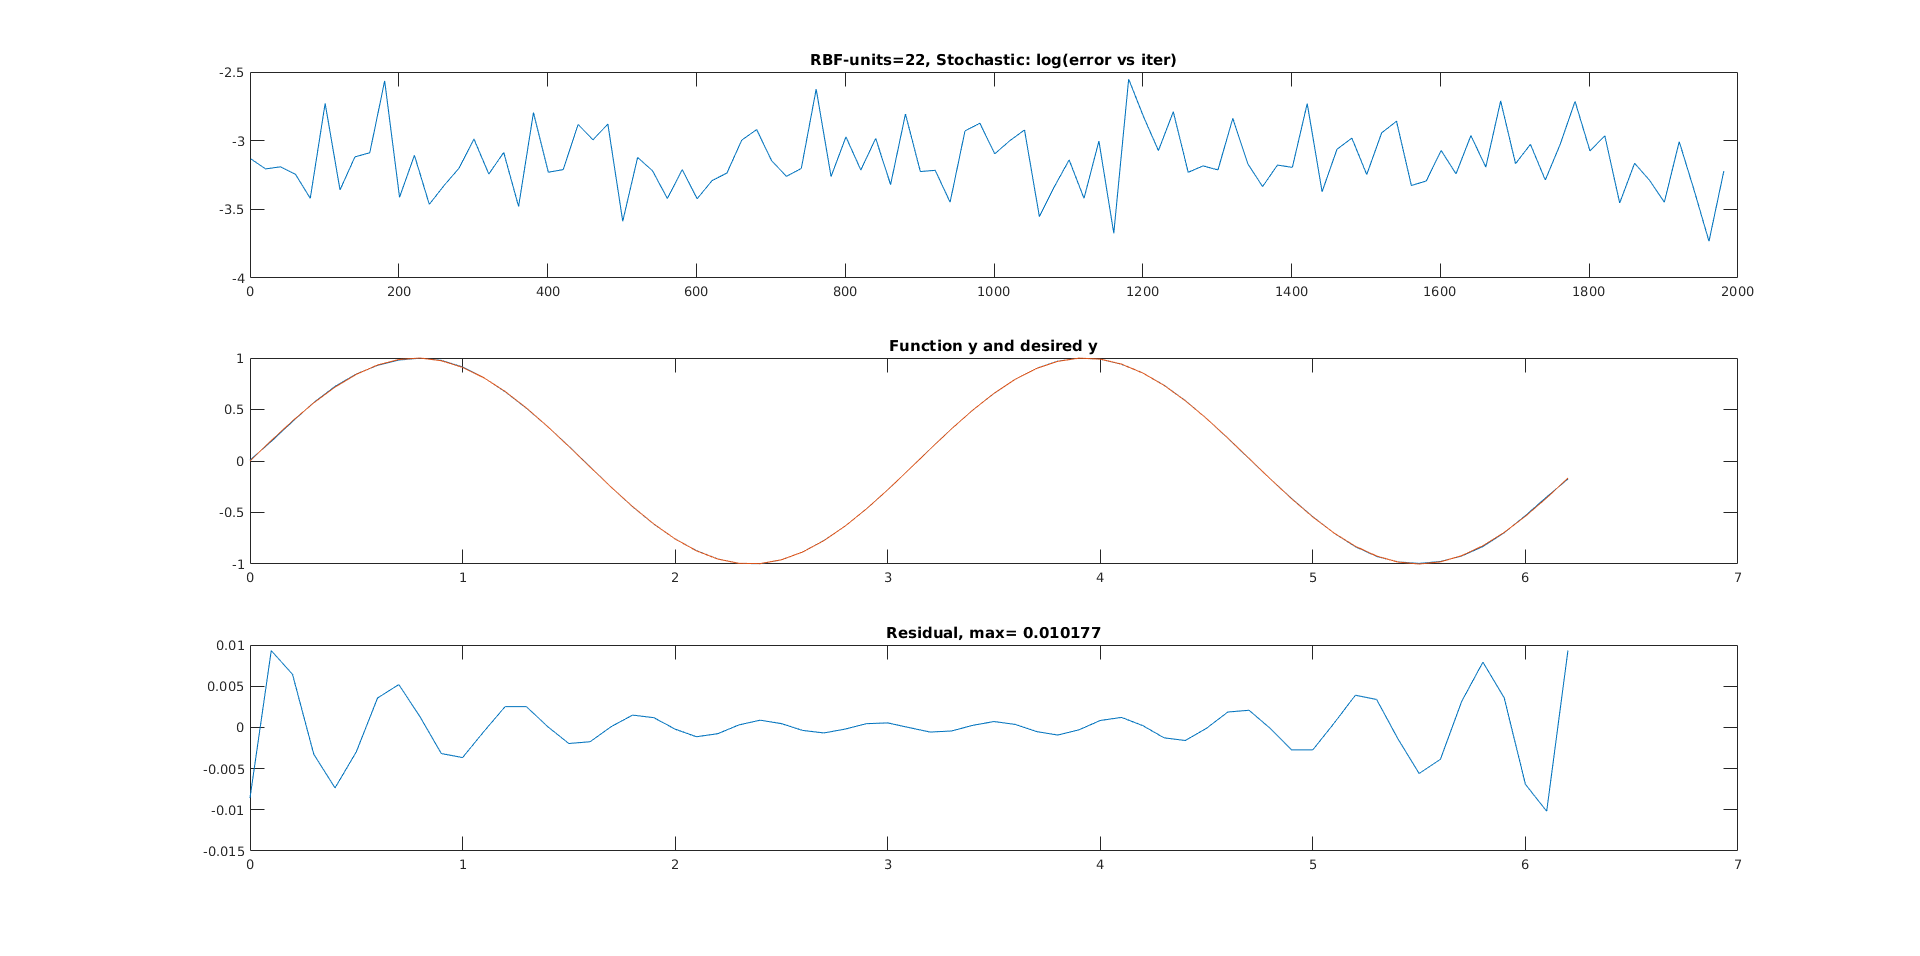 RBF-units=22, Stochastic: log(error vs iter)
-2.5
-3
-3.5
-4
0 200 400 600 800 1000 1200 1400 1600 1800 2000
Function y and desired y
1
0.5
0
-0.5
-1
0 1 2 3 4 5 6 7
Residual, max= 0.010177
0.01
0.005
0
-0.005
-0.01
-0.015
0 1 2 3 4 5 6 7